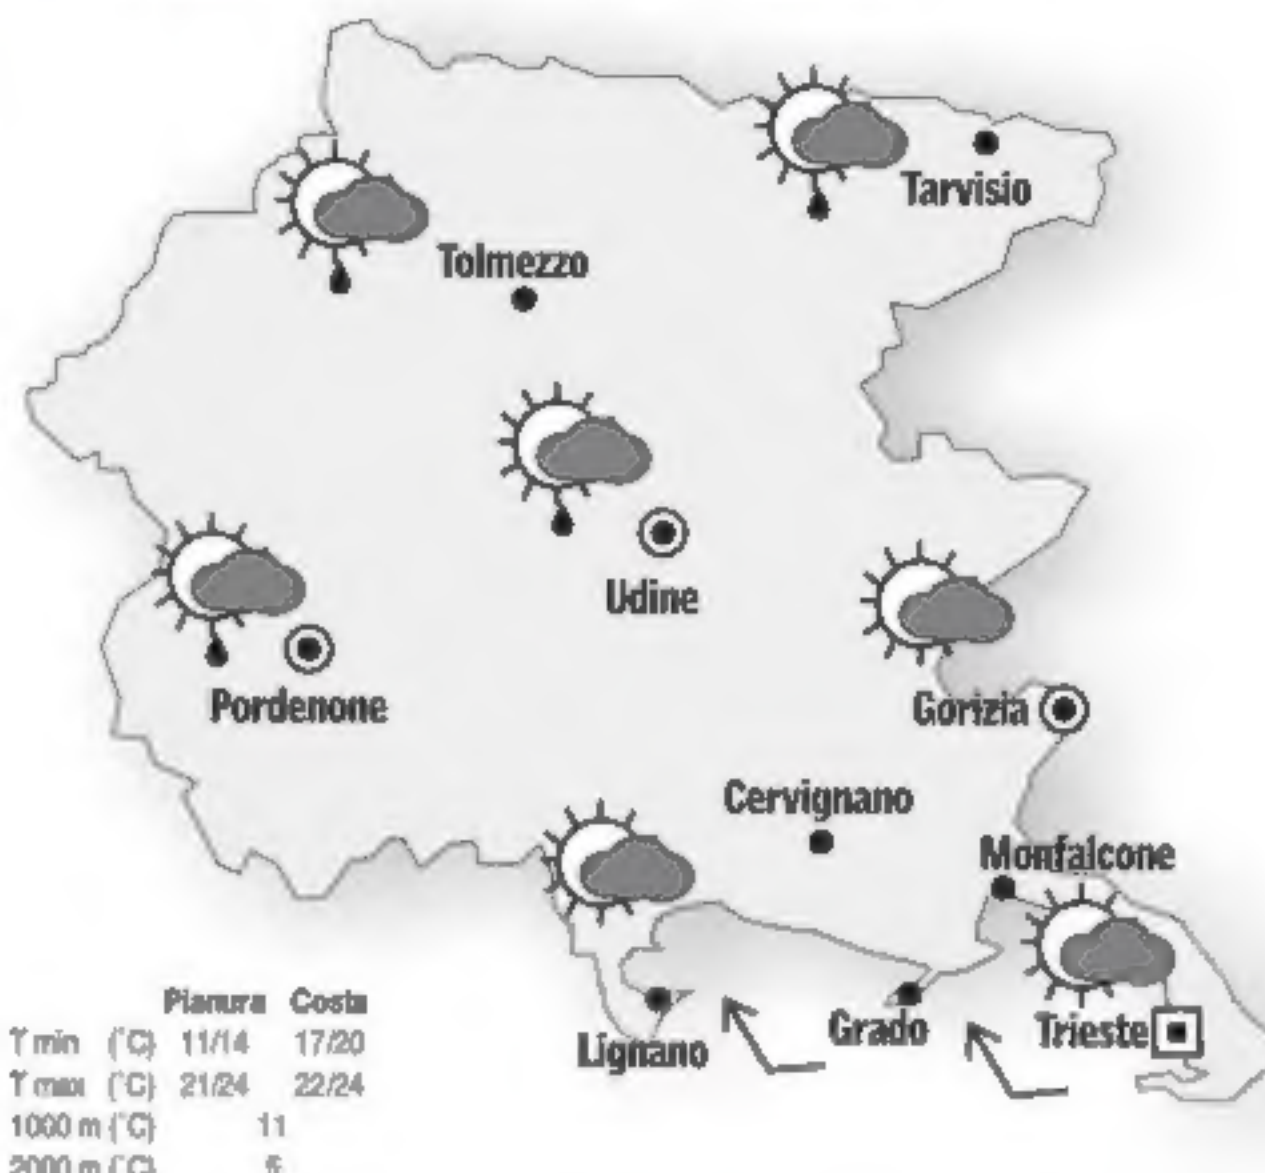 Tarvisio
Tolmezzo
Udine
Pordenone
Gorizia
Cervignano
Monfalcone
Grado
Trieste
Lignano
Pianura Costa
T min (°C) 11/14 17/20
T max (°C) 21/24 22/24
1000 m (°C) 11
2000 m (°C)